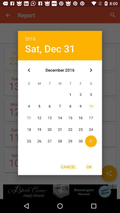 8:00
Report
2016
Sat, Dec 31
December 2016
S M T W T F S
1 2 3
4 5 6 7 8 9 10
11 12 13 14 15 16 17
18 19 20 21 22 23 24
25 26 27 28 29 30 31
CANCEL OK